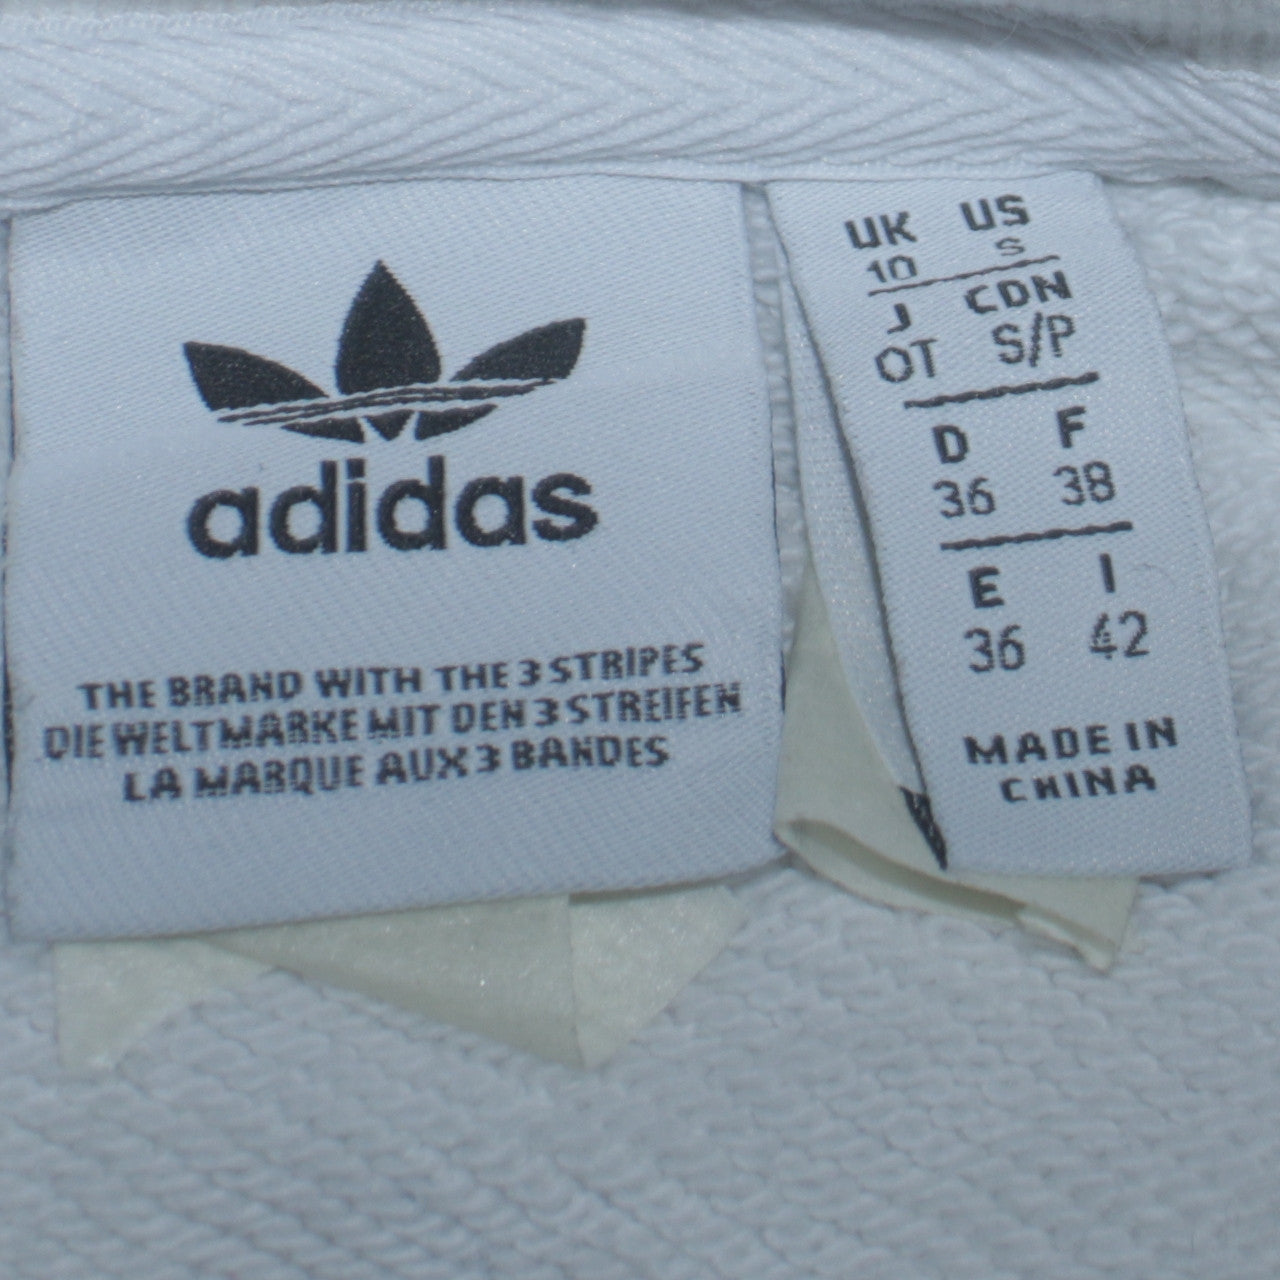 adidas
THE BRAND WITH THE 3 STRIPES
DIE WELTMARKE MIT DEN 3 STREIFEN
LA MARQUE AUX 3 BANDES
UK US
10 S
J CDN
OT S/P
D F
36 38
E I
36 42
MADE IN
CHINA